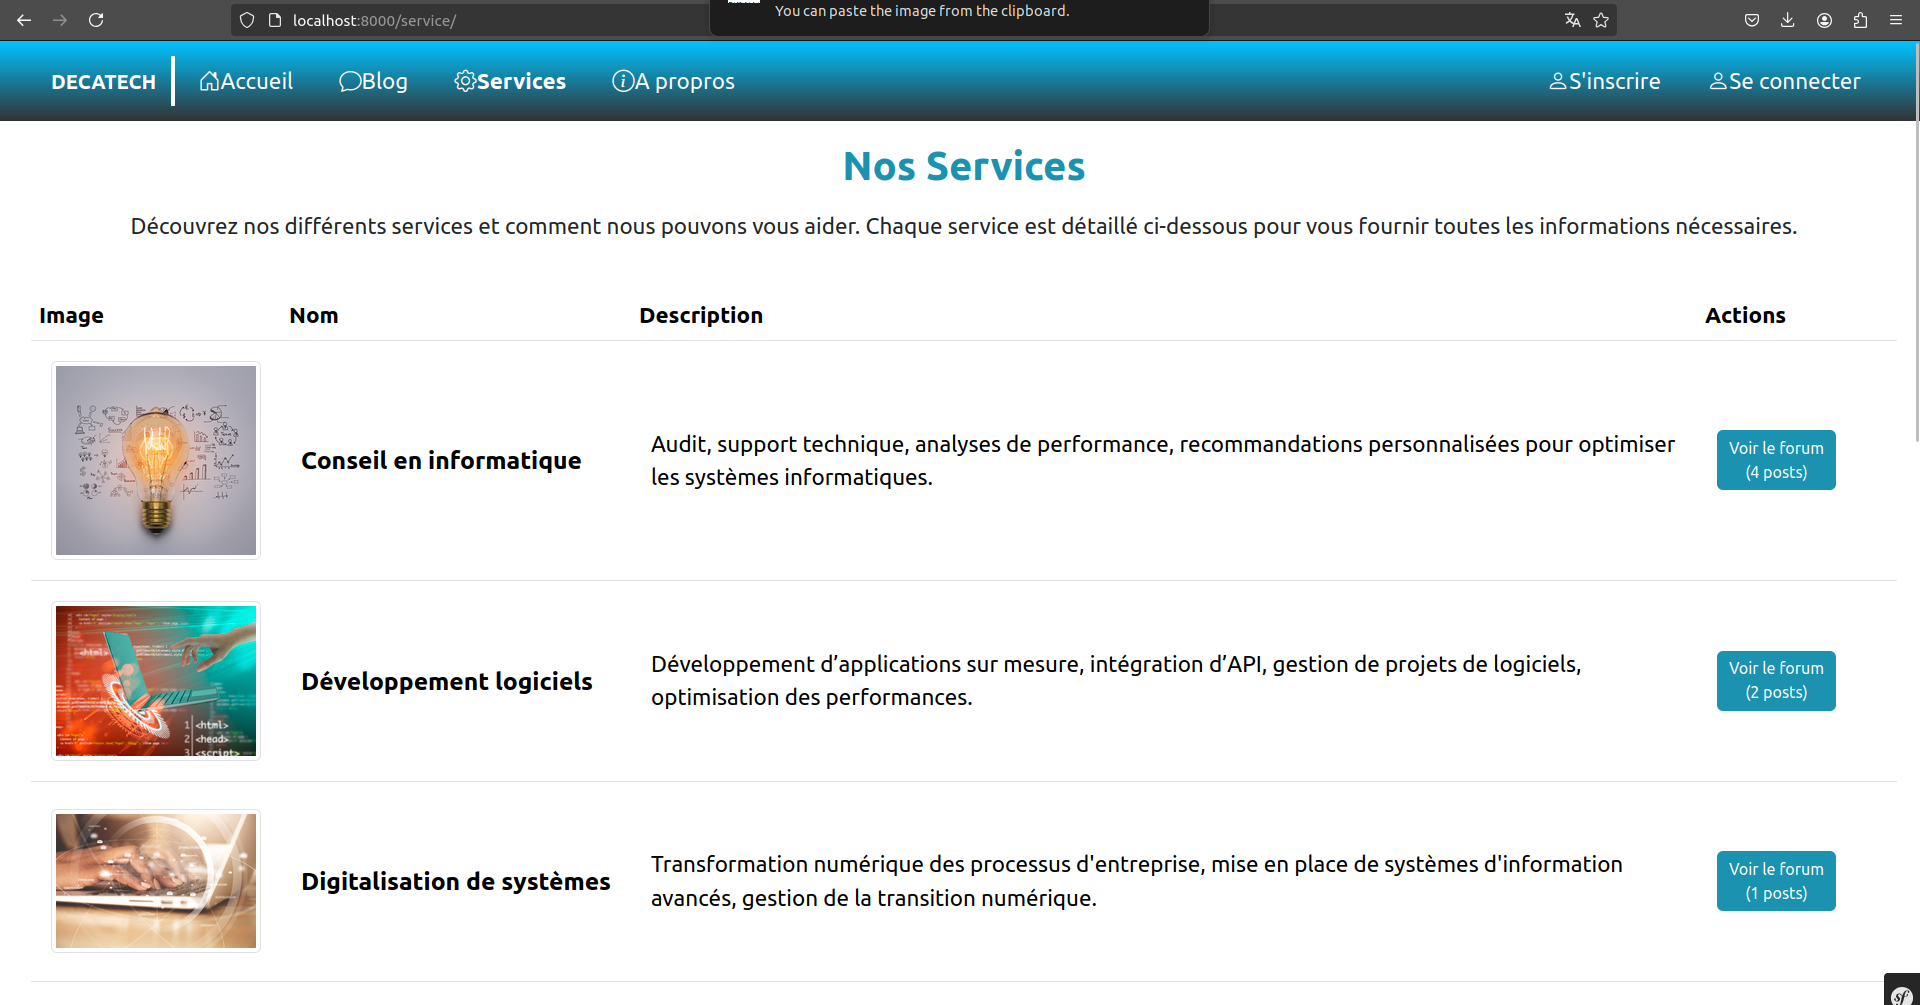 You can paste the image from the clipboard.
localhost:8000/service/
DECATECH
Accueil
Blog
Services
A propros
S'inscrire
Se connecter
Nos Services
Découvrez nos différents services et comment nous pouvons vous aider. Chaque service est détaillé ci-dessous pour vous fournir toutes les informations nécessaires.
Image Nom Description Actions
Conseil en informatique
Audit, support technique, analyses de performance, recommandations personnalisées pour optimiser
les systèmes informatiques.
Voir le forum
(4 posts)
<html>
1 <html>
2 <head>
3 <script>
Développement logiciels
Développement d’applications sur mesure, intégration d’API, gestion de projets de logiciels,
optimisation des performances.
Voir le forum
(2 posts)
Digitalisation de systèmes
Transformation numérique des processus d'entreprise, mise en place de systèmes d'information
avancés, gestion de la transition numérique.
Voir le forum
(1 posts)
sf